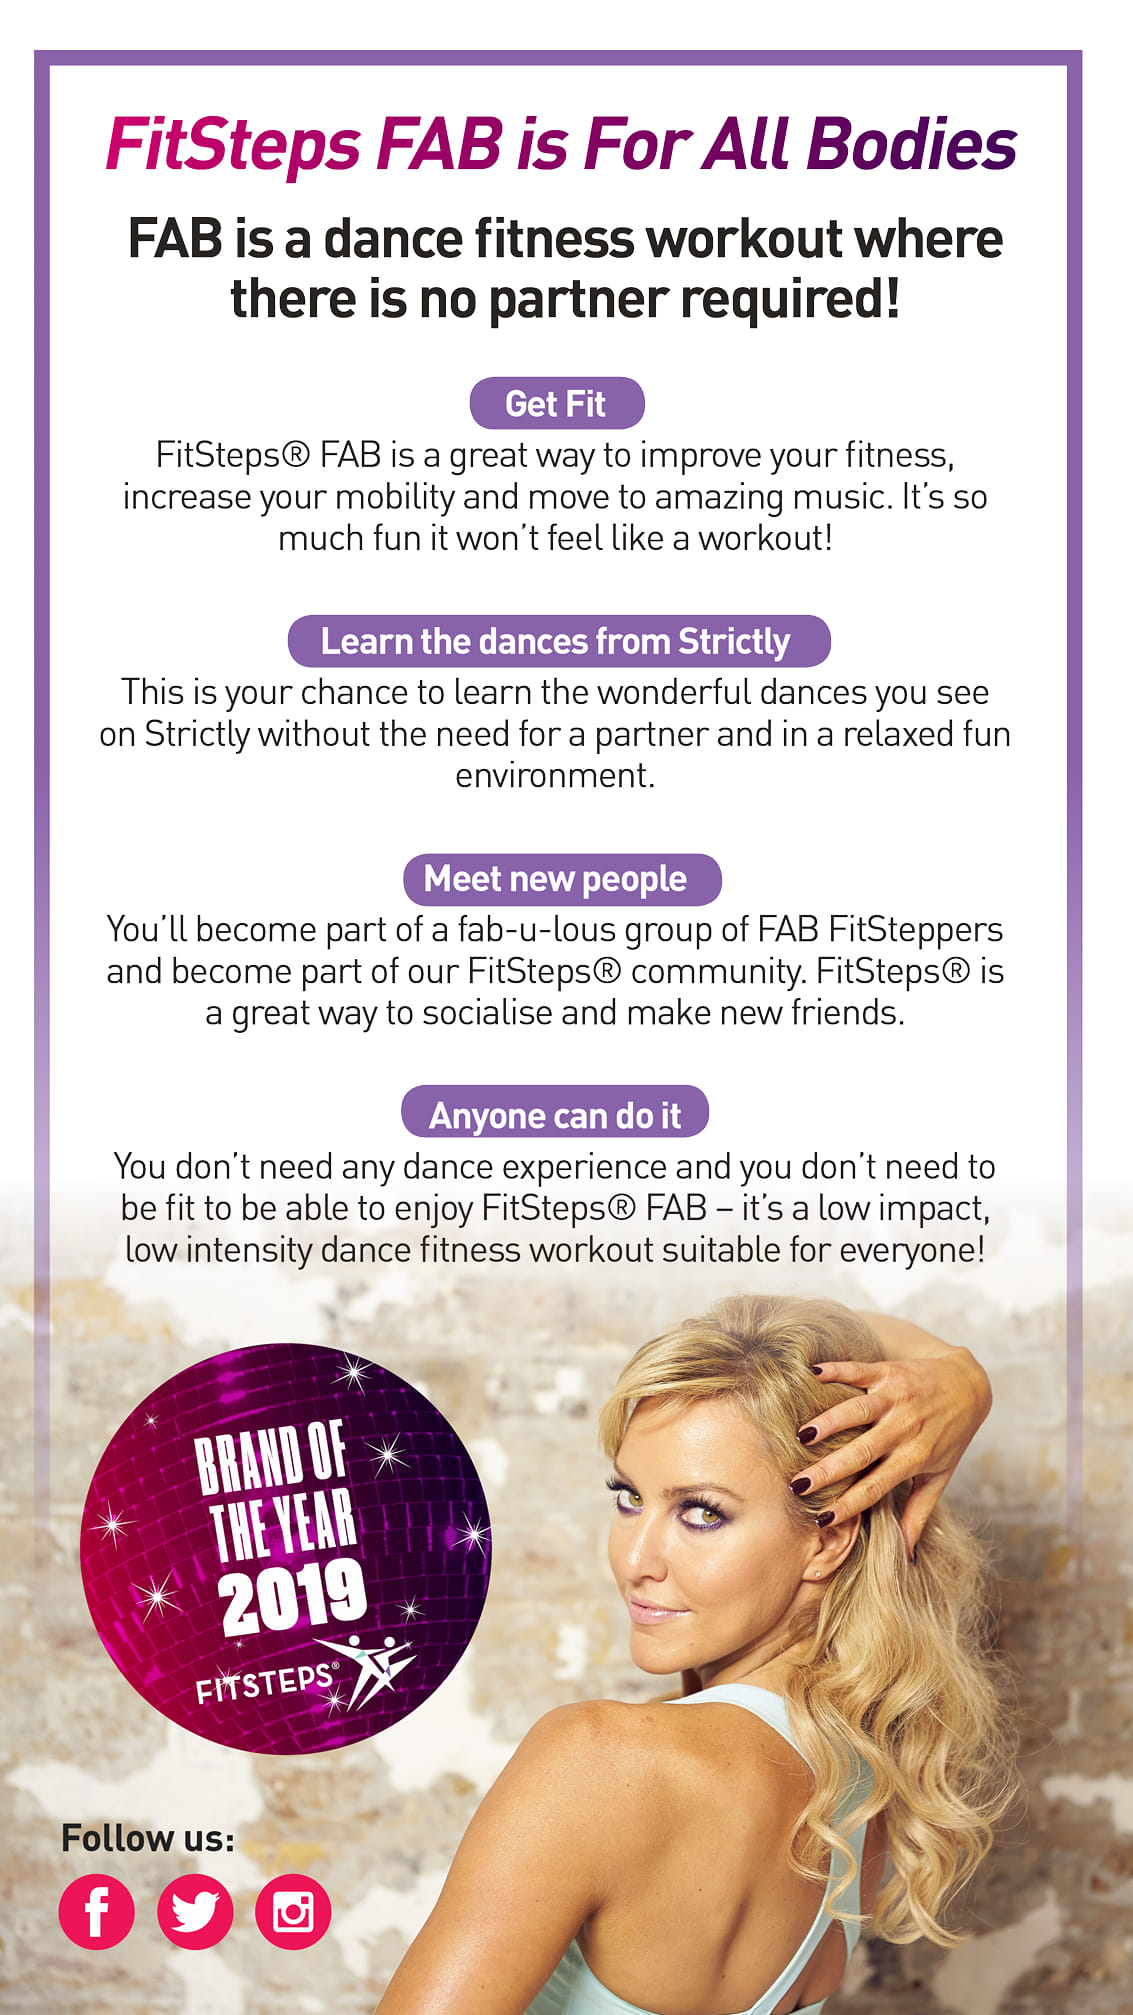 FitSteps FAB is For All Bodies
FAB is a dance fitness workout where
there is no partner required!
Get Fit
FitSteps® FAB is a great way to improve your fitness,
increase your mobility and move to amazing music. It’s so
much fun it won’t feel like a workout!
Learn the dances from Strictly
This is your chance to learn the wonderful dances you see
on Strictly without the need for a partner and in a relaxed fun
environment.
Meet new people
You’ll become part of a fab-u-lous group of FAB FitSteppers
and become part of our FitSteps® community. FitSteps® is
a great way to socialise and make new friends.
Anyone can do it
You don’t need any dance experience and you don’t need to
be fit to be able to enjoy FitSteps® FAB – it’s a low impact,
low intensity dance fitness workout suitable for everyone!
BRAND OF
THE YEAR
2019
FITSTEPS®
Follow us: